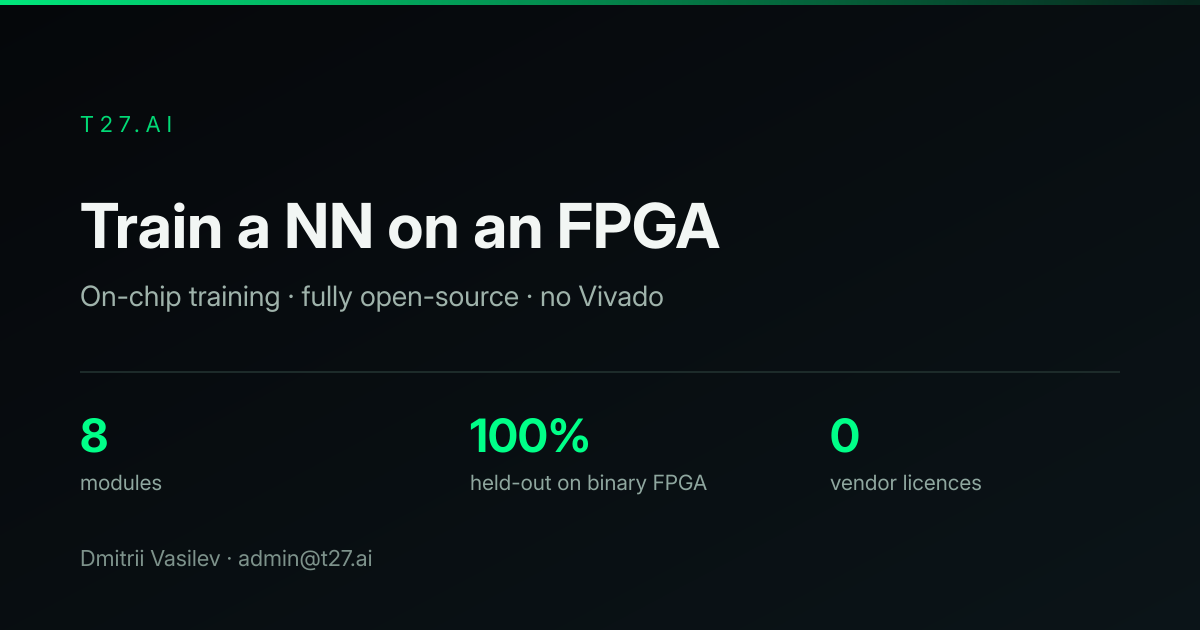 T27.AI
Train a NN on an FPGA
On-chip training · fully open-source · no Vivado
8
modules
100%
held-out on binary FPGA
0
vendor licences
Dmitrii Vasilev · admin@t27.ai